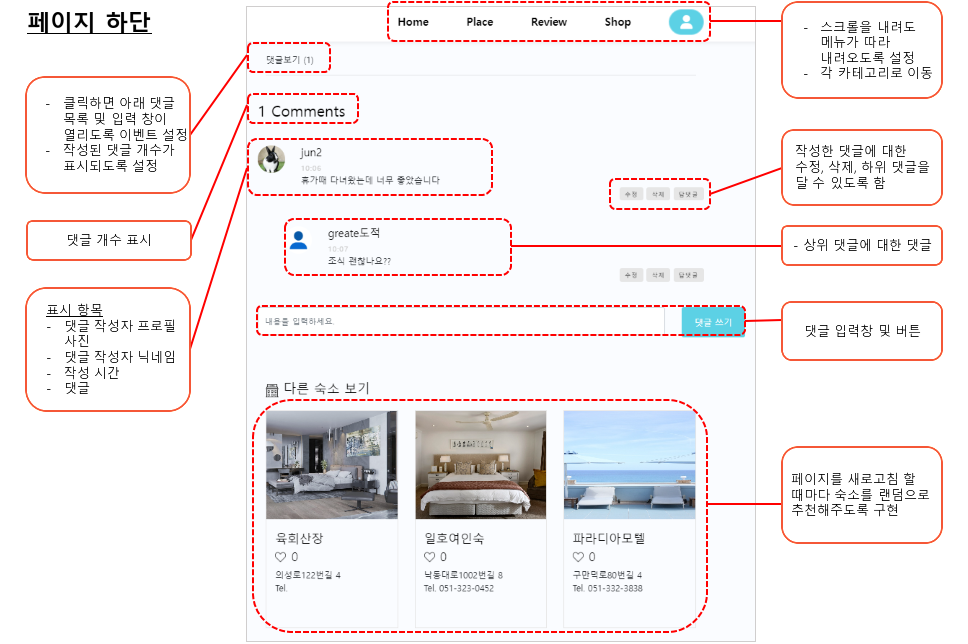 페이지 하단
Home Place Review Shop
- 스크롤을 내려도
메뉴가 따라
내려오도록 설정
- 각 카테고리로 이동
댓글보기 (1)
- 클릭하면 아래 댓글
목록 및 입력 창이
열리도록 이벤트 설정
- 작성된 댓글 개수가
표시되도록 설정
1 Comments
jun2
10:06
휴가때 다녀왔는데 너무 좋았습니다
수정 삭제 답댓글
작성한 댓글에 대한
수정, 삭제, 하위 댓글을
달 수 있도록 함
댓글 개수 표시
greate도적
10:07
조식 괜찮나요??
수정 삭제 답댓글
- 상위 댓글에 대한 댓글
표시 항목
- 댓글 작성자 프로필
사진
- 댓글 작성자 닉네임
- 작성 시간
- 댓글
내용을 입력하세요.
댓글 쓰기
댓글 입력창 및 버튼
다른 숙소 보기
육회산장
0
의성로122번길 4
Tel.
일호여인숙
0
낙동대로1002번길 8
Tel. 051-323-0452
파라디아모텔
0
구만덕로80번길 4
Tel. 051-332-3838
페이지를 새로고침 할
때마다 숙소를 랜덤으로
추천해주도록 구현